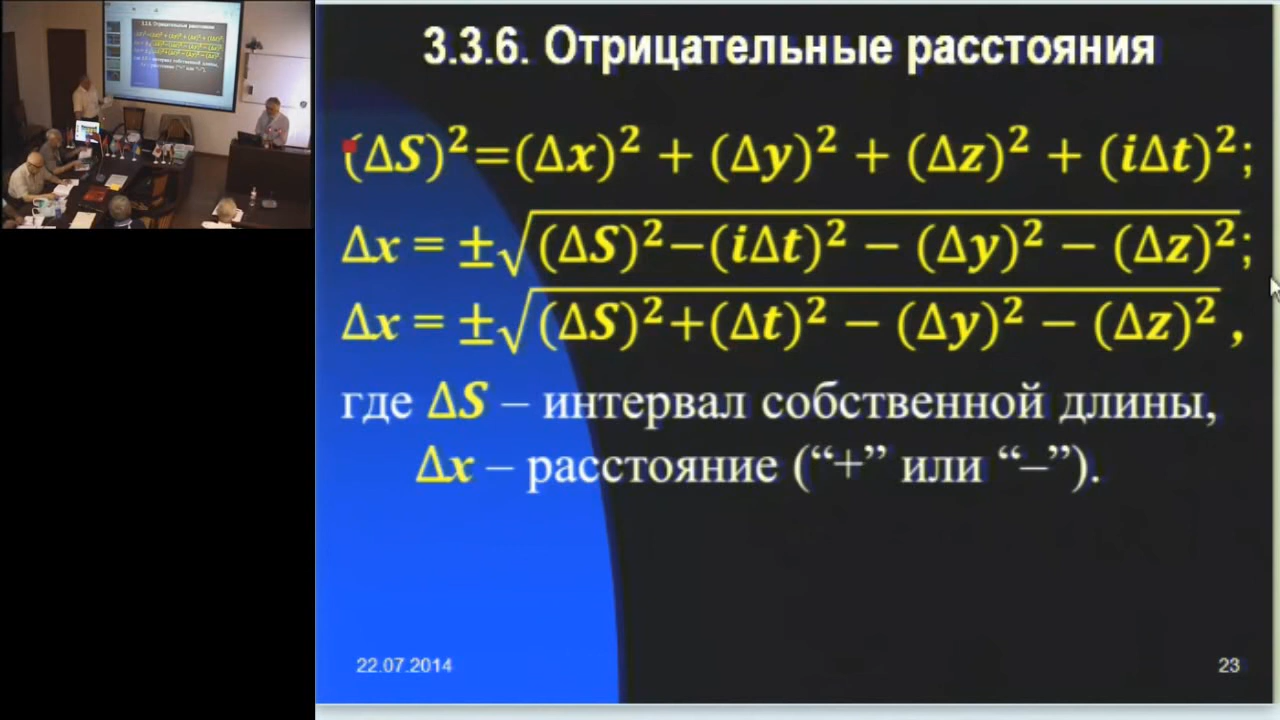 3.3.6. Отрицательные расстояния
(ΔS)²=(Δx)² + (Δy)² + (Δz)² + (iΔt)²;
Δx = ±√(ΔS)²−(iΔt)² − (Δy)² − (Δz)²;
Δx = ±√(ΔS)²+(Δt)² − (Δy)² − (Δz)² ,
где ΔS – интервал собственной длины,
Δx – расстояние (“+” или “–”).
22.07.2014
23